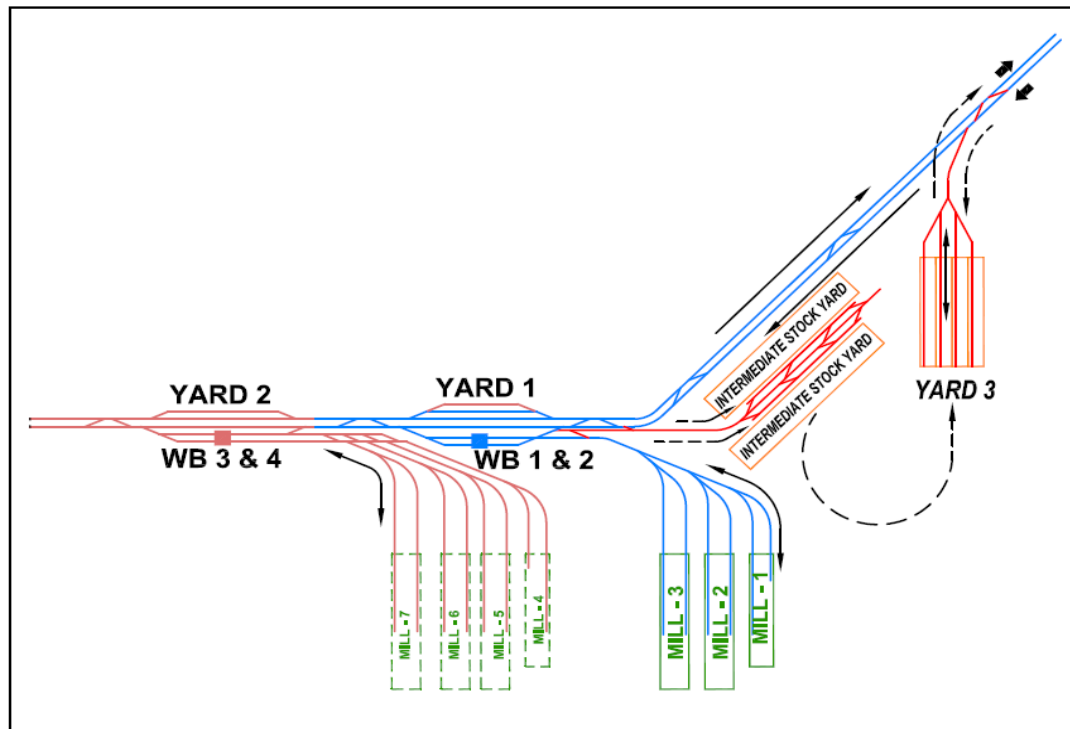 INTERMEDIATE STOCK YARD
INTERMEDIATE STOCK YARD
YARD 3
YARD 2
YARD 1
WB 3 & 4
WB 1 & 2
MILL - 7
MILL - 6
MILL - 5
MILL - 4
MILL - 3
MILL - 2
MILL - 1